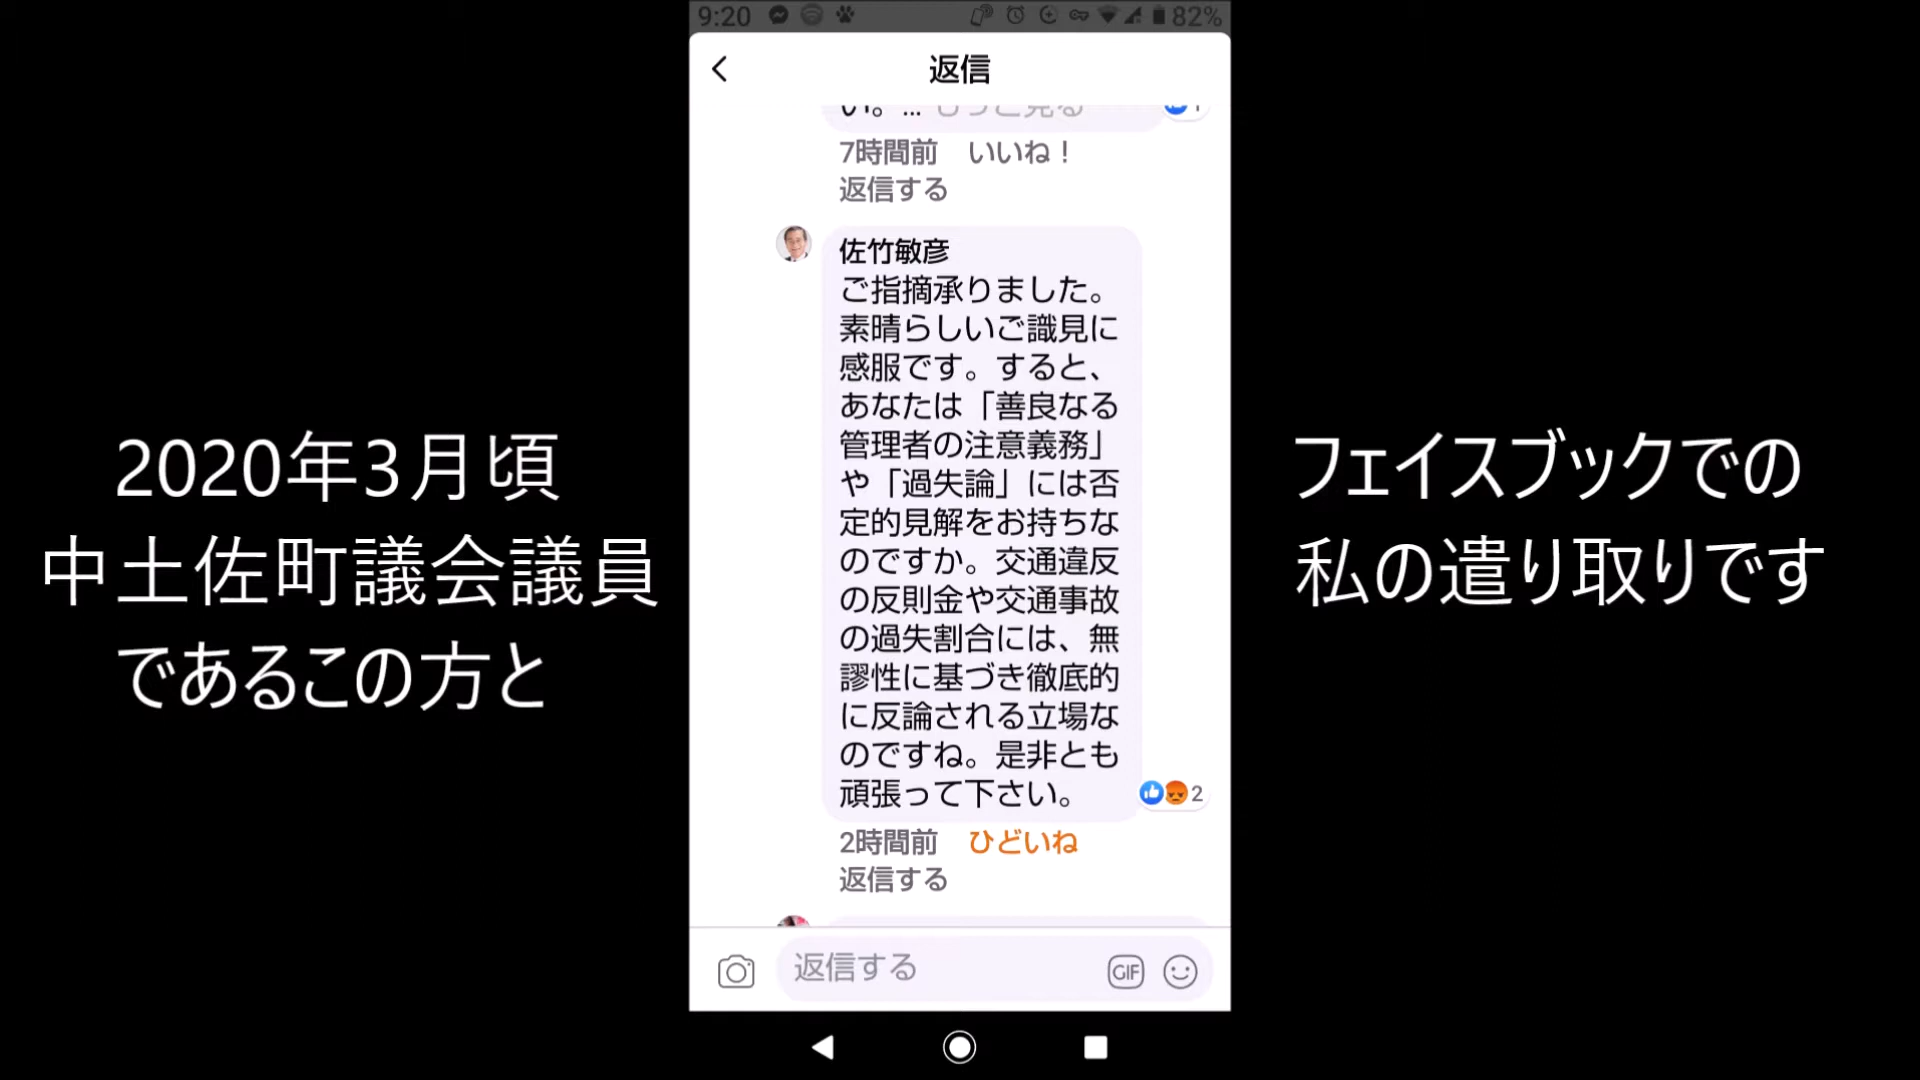 9:20
82%
返信
い。... もっと見る
1
7時間前 いいね！
返信する
佐竹敏彦
ご指摘承りました。
素晴らしいご識見に
感服です。すると、
あなたは「善良なる
管理者の注意義務」
や「過失論」には否
定的見解をお持ちな
のですか。交通違反
の反則金や交通事故
の過失割合には、無
謬性に基づき徹底的
に反論される立場な
のですね。是非とも
頑張って下さい。
2
2時間前 ひどいね
返信する
返信する
GIF
2020年3月頃
中土佐町議会議員
であるこの方と
フェイスブックでの
私の遣り取りです